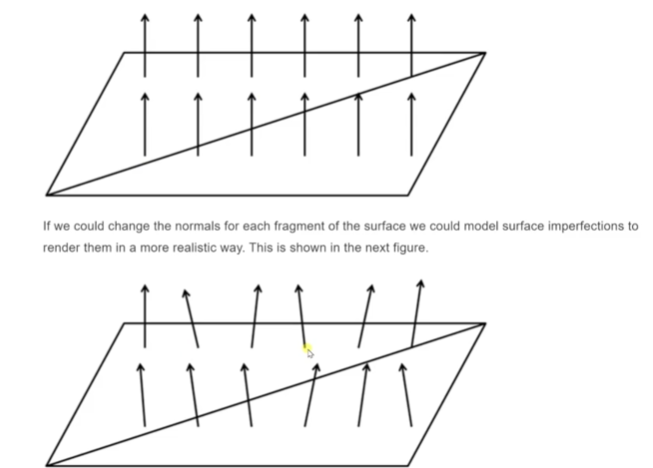 If we could change the normals for each fragment of the surface we could model surface imperfections to
render them in a more realistic way. This is shown in the next figure.